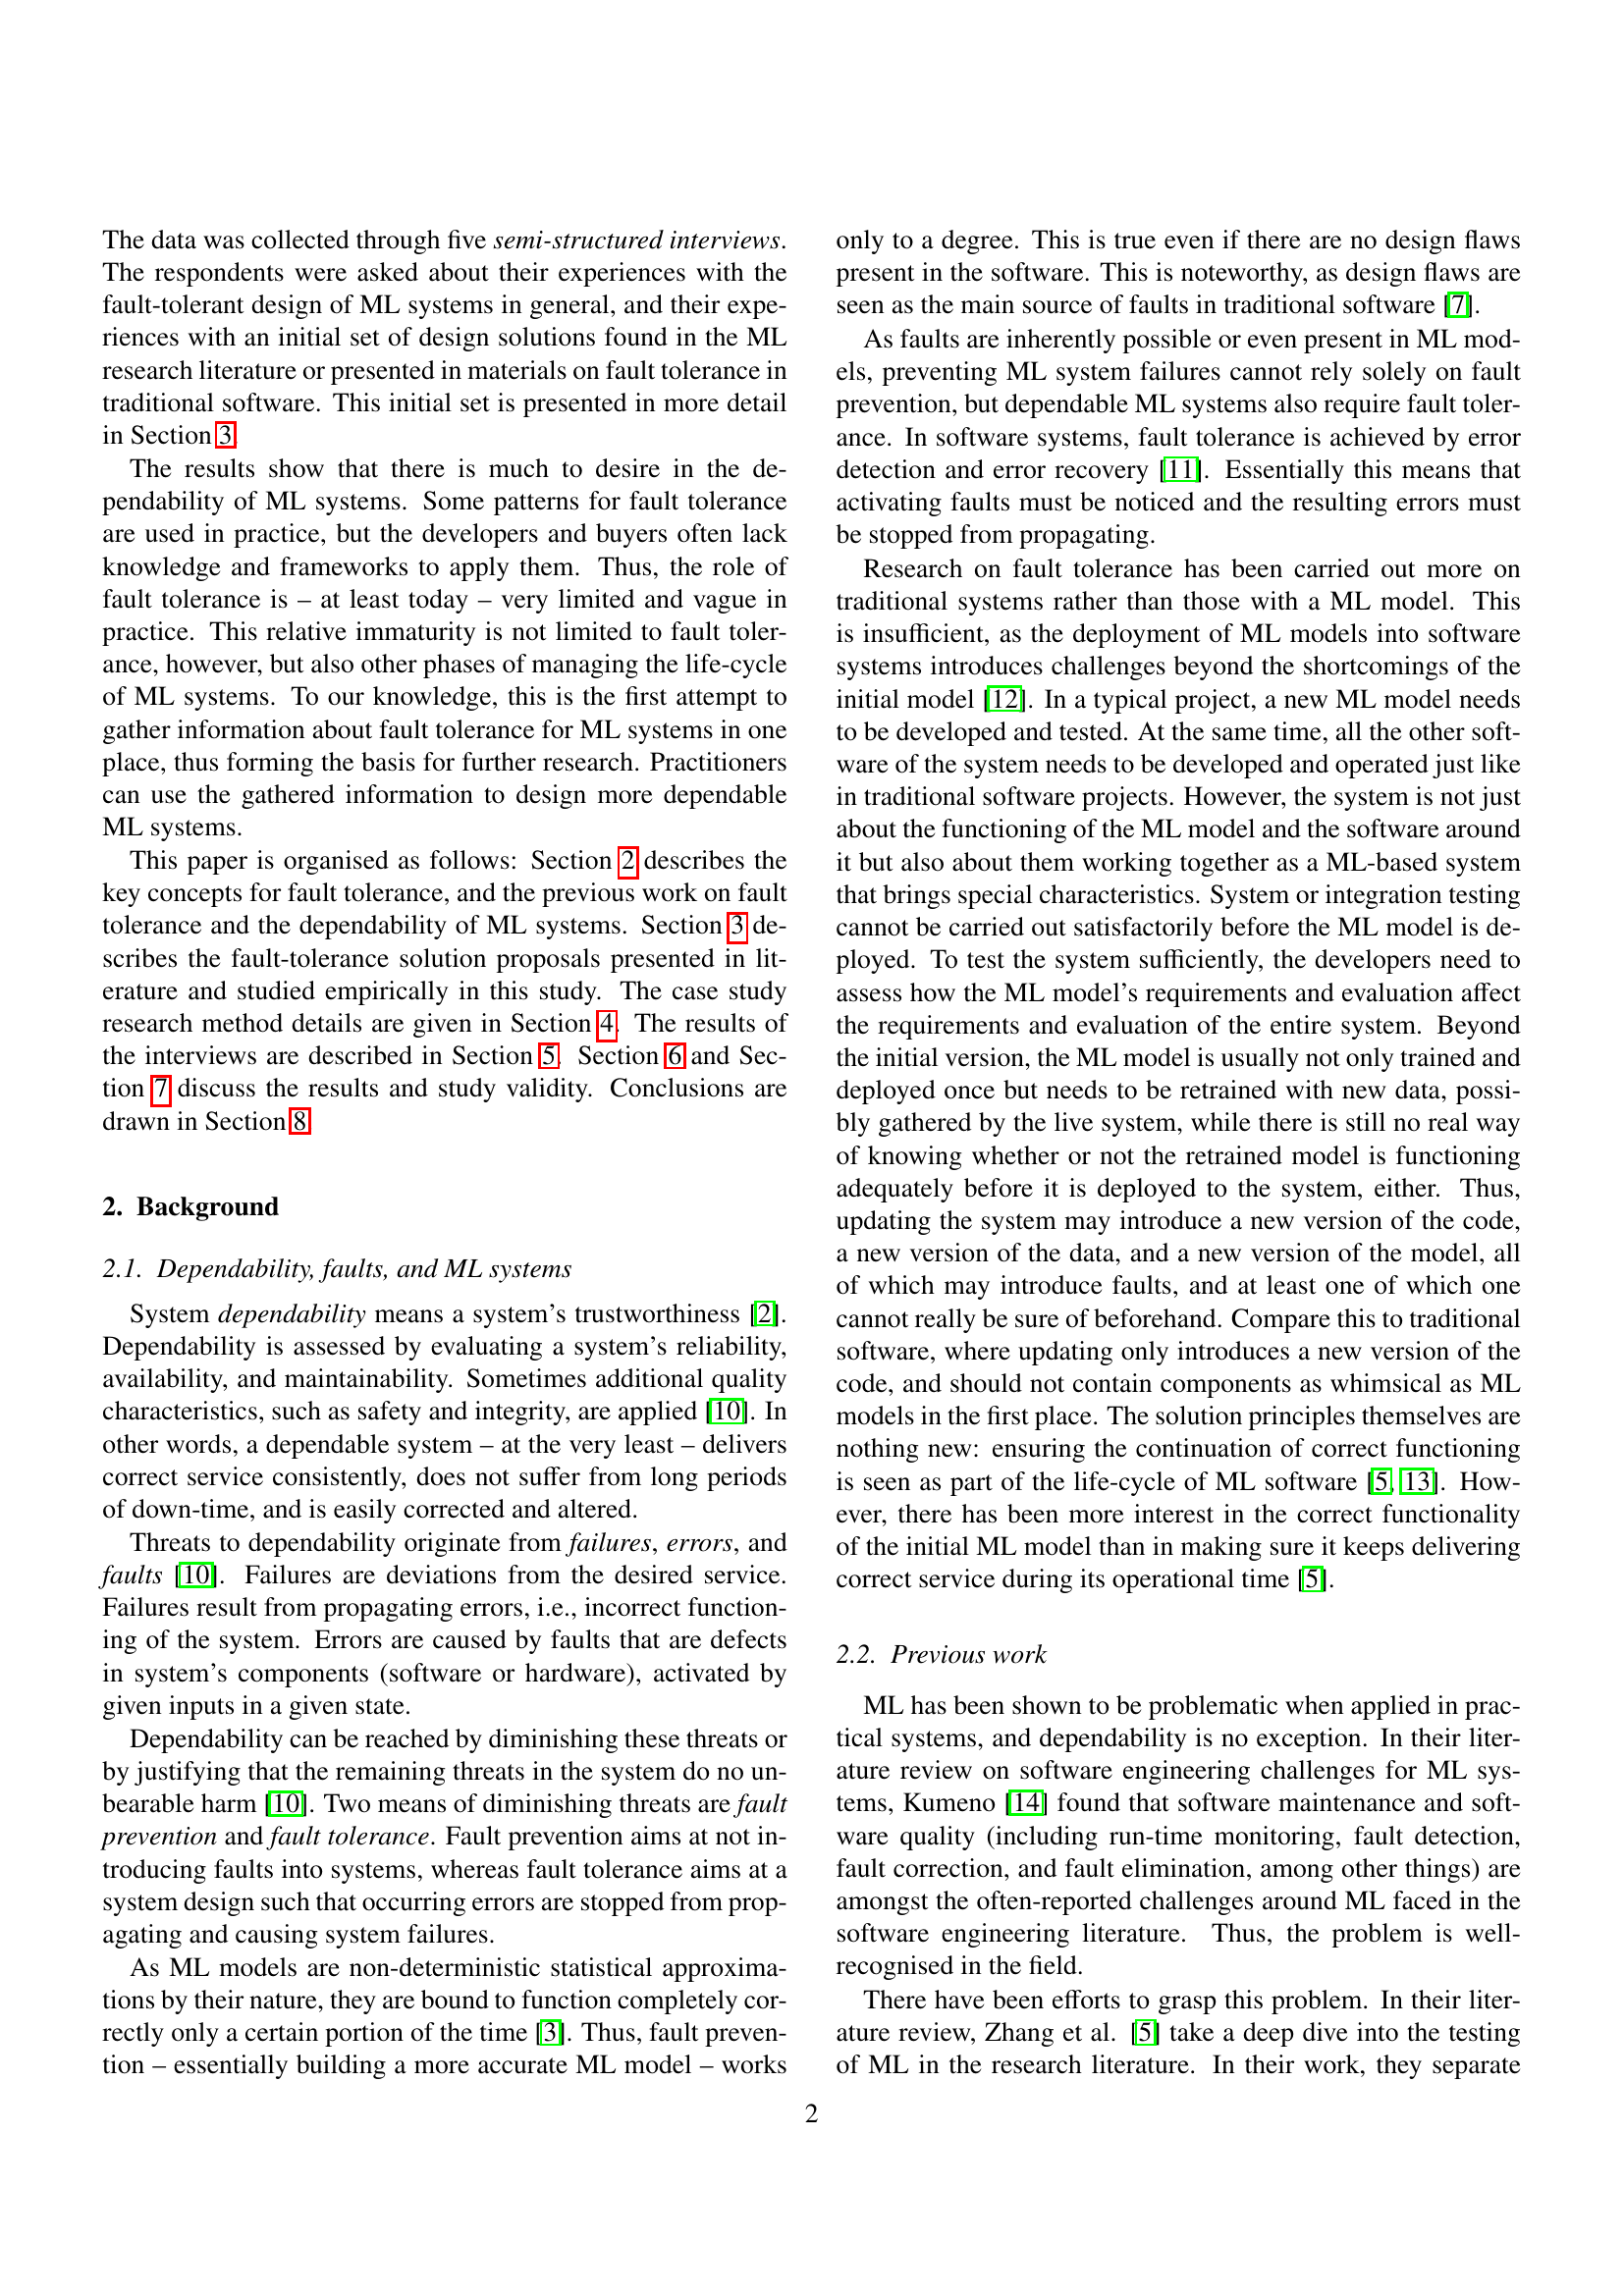 The data was collected through five semi-structured interviews.
The respondents were asked about their experiences with the
fault-tolerant design of ML systems in general, and their expe-
riences with an initial set of design solutions found in the ML
research literature or presented in materials on fault tolerance in
traditional software. This initial set is presented in more detail
in Section 3.
The results show that there is much to desire in the de-
pendability of ML systems. Some patterns for fault tolerance
are used in practice, but the developers and buyers often lack
knowledge and frameworks to apply them. Thus, the role of
fault tolerance is – at least today – very limited and vague in
practice. This relative immaturity is not limited to fault toler-
ance, however, but also other phases of managing the life-cycle
of ML systems. To our knowledge, this is the first attempt to
gather information about fault tolerance for ML systems in one
place, thus forming the basis for further research. Practitioners
can use the gathered information to design more dependable
ML systems.
This paper is organised as follows: Section 2 describes the
key concepts for fault tolerance, and the previous work on fault
tolerance and the dependability of ML systems. Section 3 de-
scribes the fault-tolerance solution proposals presented in lit-
erature and studied empirically in this study. The case study
research method details are given in Section 4. The results of
the interviews are described in Section 5. Section 6 and Sec-
tion 7 discuss the results and study validity. Conclusions are
drawn in Section 8.
2. Background
2.1. Dependability, faults, and ML systems
System dependability means a system's trustworthiness [2].
Dependability is assessed by evaluating a system's reliability,
availability, and maintainability. Sometimes additional quality
characteristics, such as safety and integrity, are applied [10]. In
other words, a dependable system – at the very least – delivers
correct service consistently, does not suffer from long periods
of down-time, and is easily corrected and altered.
Threats to dependability originate from failures, errors, and
faults [10]. Failures are deviations from the desired service.
Failures result from propagating errors, i.e., incorrect function-
ing of the system. Errors are caused by faults that are defects
in system's components (software or hardware), activated by
given inputs in a given state.
Dependability can be reached by diminishing these threats or
by justifying that the remaining threats in the system do no un-
bearable harm [10]. Two means of diminishing threats are fault
prevention and fault tolerance. Fault prevention aims at not in-
troducing faults into systems, whereas fault tolerance aims at a
system design such that occurring errors are stopped from prop-
agating and causing system failures.
As ML models are non-deterministic statistical approxima-
tions by their nature, they are bound to function completely cor-
rectly only a certain portion of the time [3]. Thus, fault preven-
tion – essentially building a more accurate ML model – works
only to a degree. This is true even if there are no design flaws
present in the software. This is noteworthy, as design flaws are
seen as the main source of faults in traditional software [7].
As faults are inherently possible or even present in ML mod-
els, preventing ML system failures cannot rely solely on fault
prevention, but dependable ML systems also require fault toler-
ance. In software systems, fault tolerance is achieved by error
detection and error recovery [11]. Essentially this means that
activating faults must be noticed and the resulting errors must
be stopped from propagating.
Research on fault tolerance has been carried out more on
traditional systems rather than those with a ML model. This
is insufficient, as the deployment of ML models into software
systems introduces challenges beyond the shortcomings of the
initial model [12]. In a typical project, a new ML model needs
to be developed and tested. At the same time, all the other soft-
ware of the system needs to be developed and operated just like
in traditional software projects. However, the system is not just
about the functioning of the ML model and the software around
it but also about them working together as a ML-based system
that brings special characteristics. System or integration testing
cannot be carried out satisfactorily before the ML model is de-
ployed. To test the system sufficiently, the developers need to
assess how the ML model's requirements and evaluation affect
the requirements and evaluation of the entire system. Beyond
the initial version, the ML model is usually not only trained and
deployed once but needs to be retrained with new data, possi-
bly gathered by the live system, while there is still no real way
of knowing whether or not the retrained model is functioning
adequately before it is deployed to the system, either. Thus,
updating the system may introduce a new version of the code,
a new version of the data, and a new version of the model, all
of which may introduce faults, and at least one of which one
cannot really be sure of beforehand. Compare this to traditional
software, where updating only introduces a new version of the
code, and should not contain components as whimsical as ML
models in the first place. The solution principles themselves are
nothing new: ensuring the continuation of correct functioning
is seen as part of the life-cycle of ML software [5, 13]. How-
ever, there has been more interest in the correct functionality
of the initial ML model than in making sure it keeps delivering
correct service during its operational time [5].
2.2. Previous work
ML has been shown to be problematic when applied in prac-
tical systems, and dependability is no exception. In their liter-
ature review on software engineering challenges for ML sys-
tems, Kumeno [14] found that software maintenance and soft-
ware quality (including run-time monitoring, fault detection,
fault correction, and fault elimination, among other things) are
amongst the often-reported challenges around ML faced in the
software engineering literature. Thus, the problem is well-
recognised in the field.
There have been efforts to grasp this problem. In their liter-
ature review, Zhang et al. [5] take a deep dive into the testing
of ML in the research literature. In their work, they separate
2